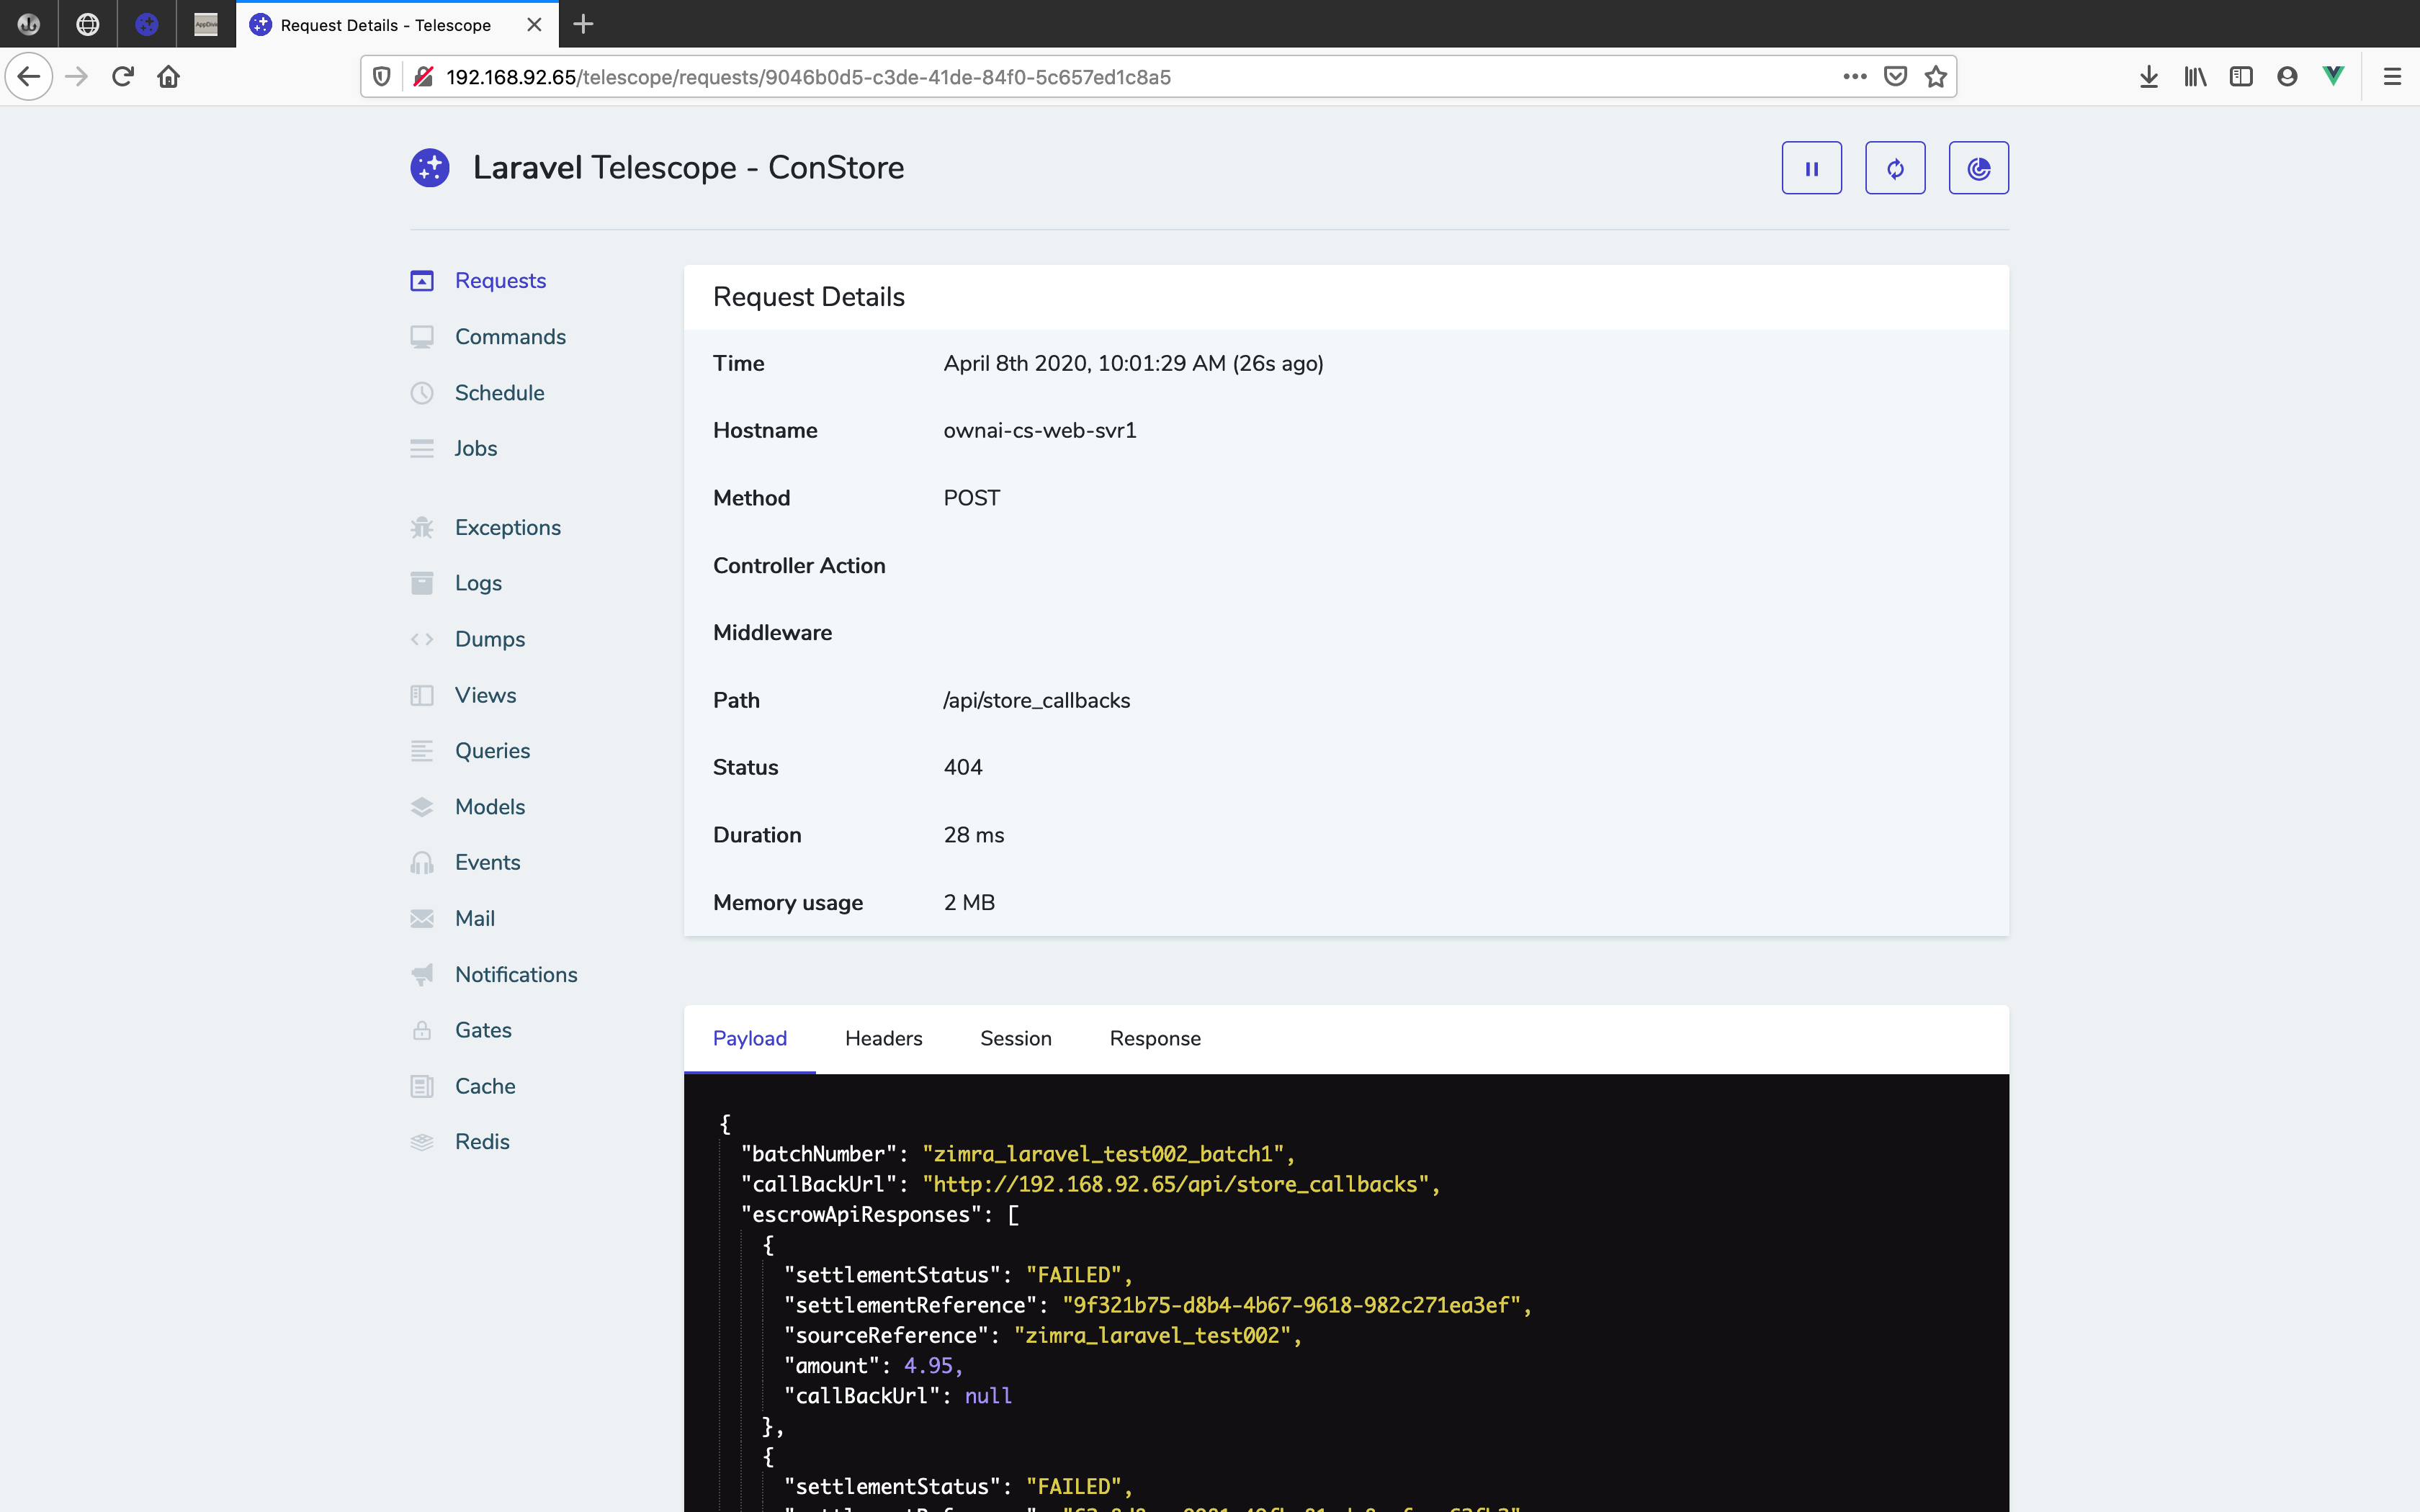 AppDivis
Request Details - Telescope
192.168.92.65/telescope/requests/9046b0d5-c3de-41de-84f0-5c657ed1c8a5
Laravel Telescope - ConStore
Requests
Commands
Schedule
Jobs
Exceptions
Logs
Dumps
Views
Queries
Models
Events
Mail
Notifications
Gates
Cache
Redis
Request Details
Time April 8th 2020, 10:01:29 AM (26s ago)
Hostname ownai-cs-web-svr1
Method POST
Controller Action
Middleware
Path /api/store_callbacks
Status 404
Duration 28 ms
Memory usage 2 MB
Payload Headers Session Response
{
"batchNumber": "zimra_laravel_test002_batch1",
"callBackUrl": "http://192.168.92.65/api/store_callbacks",
"escrowApiResponses": [
{
"settlementStatus": "FAILED",
"settlementReference": "9f321b75-d8b4-4b67-9618-982c271ea3ef",
"sourceReference": "zimra_laravel_test002",
"amount": 4.95,
"callBackUrl": null
},
{
"settlementStatus": "FAILED",